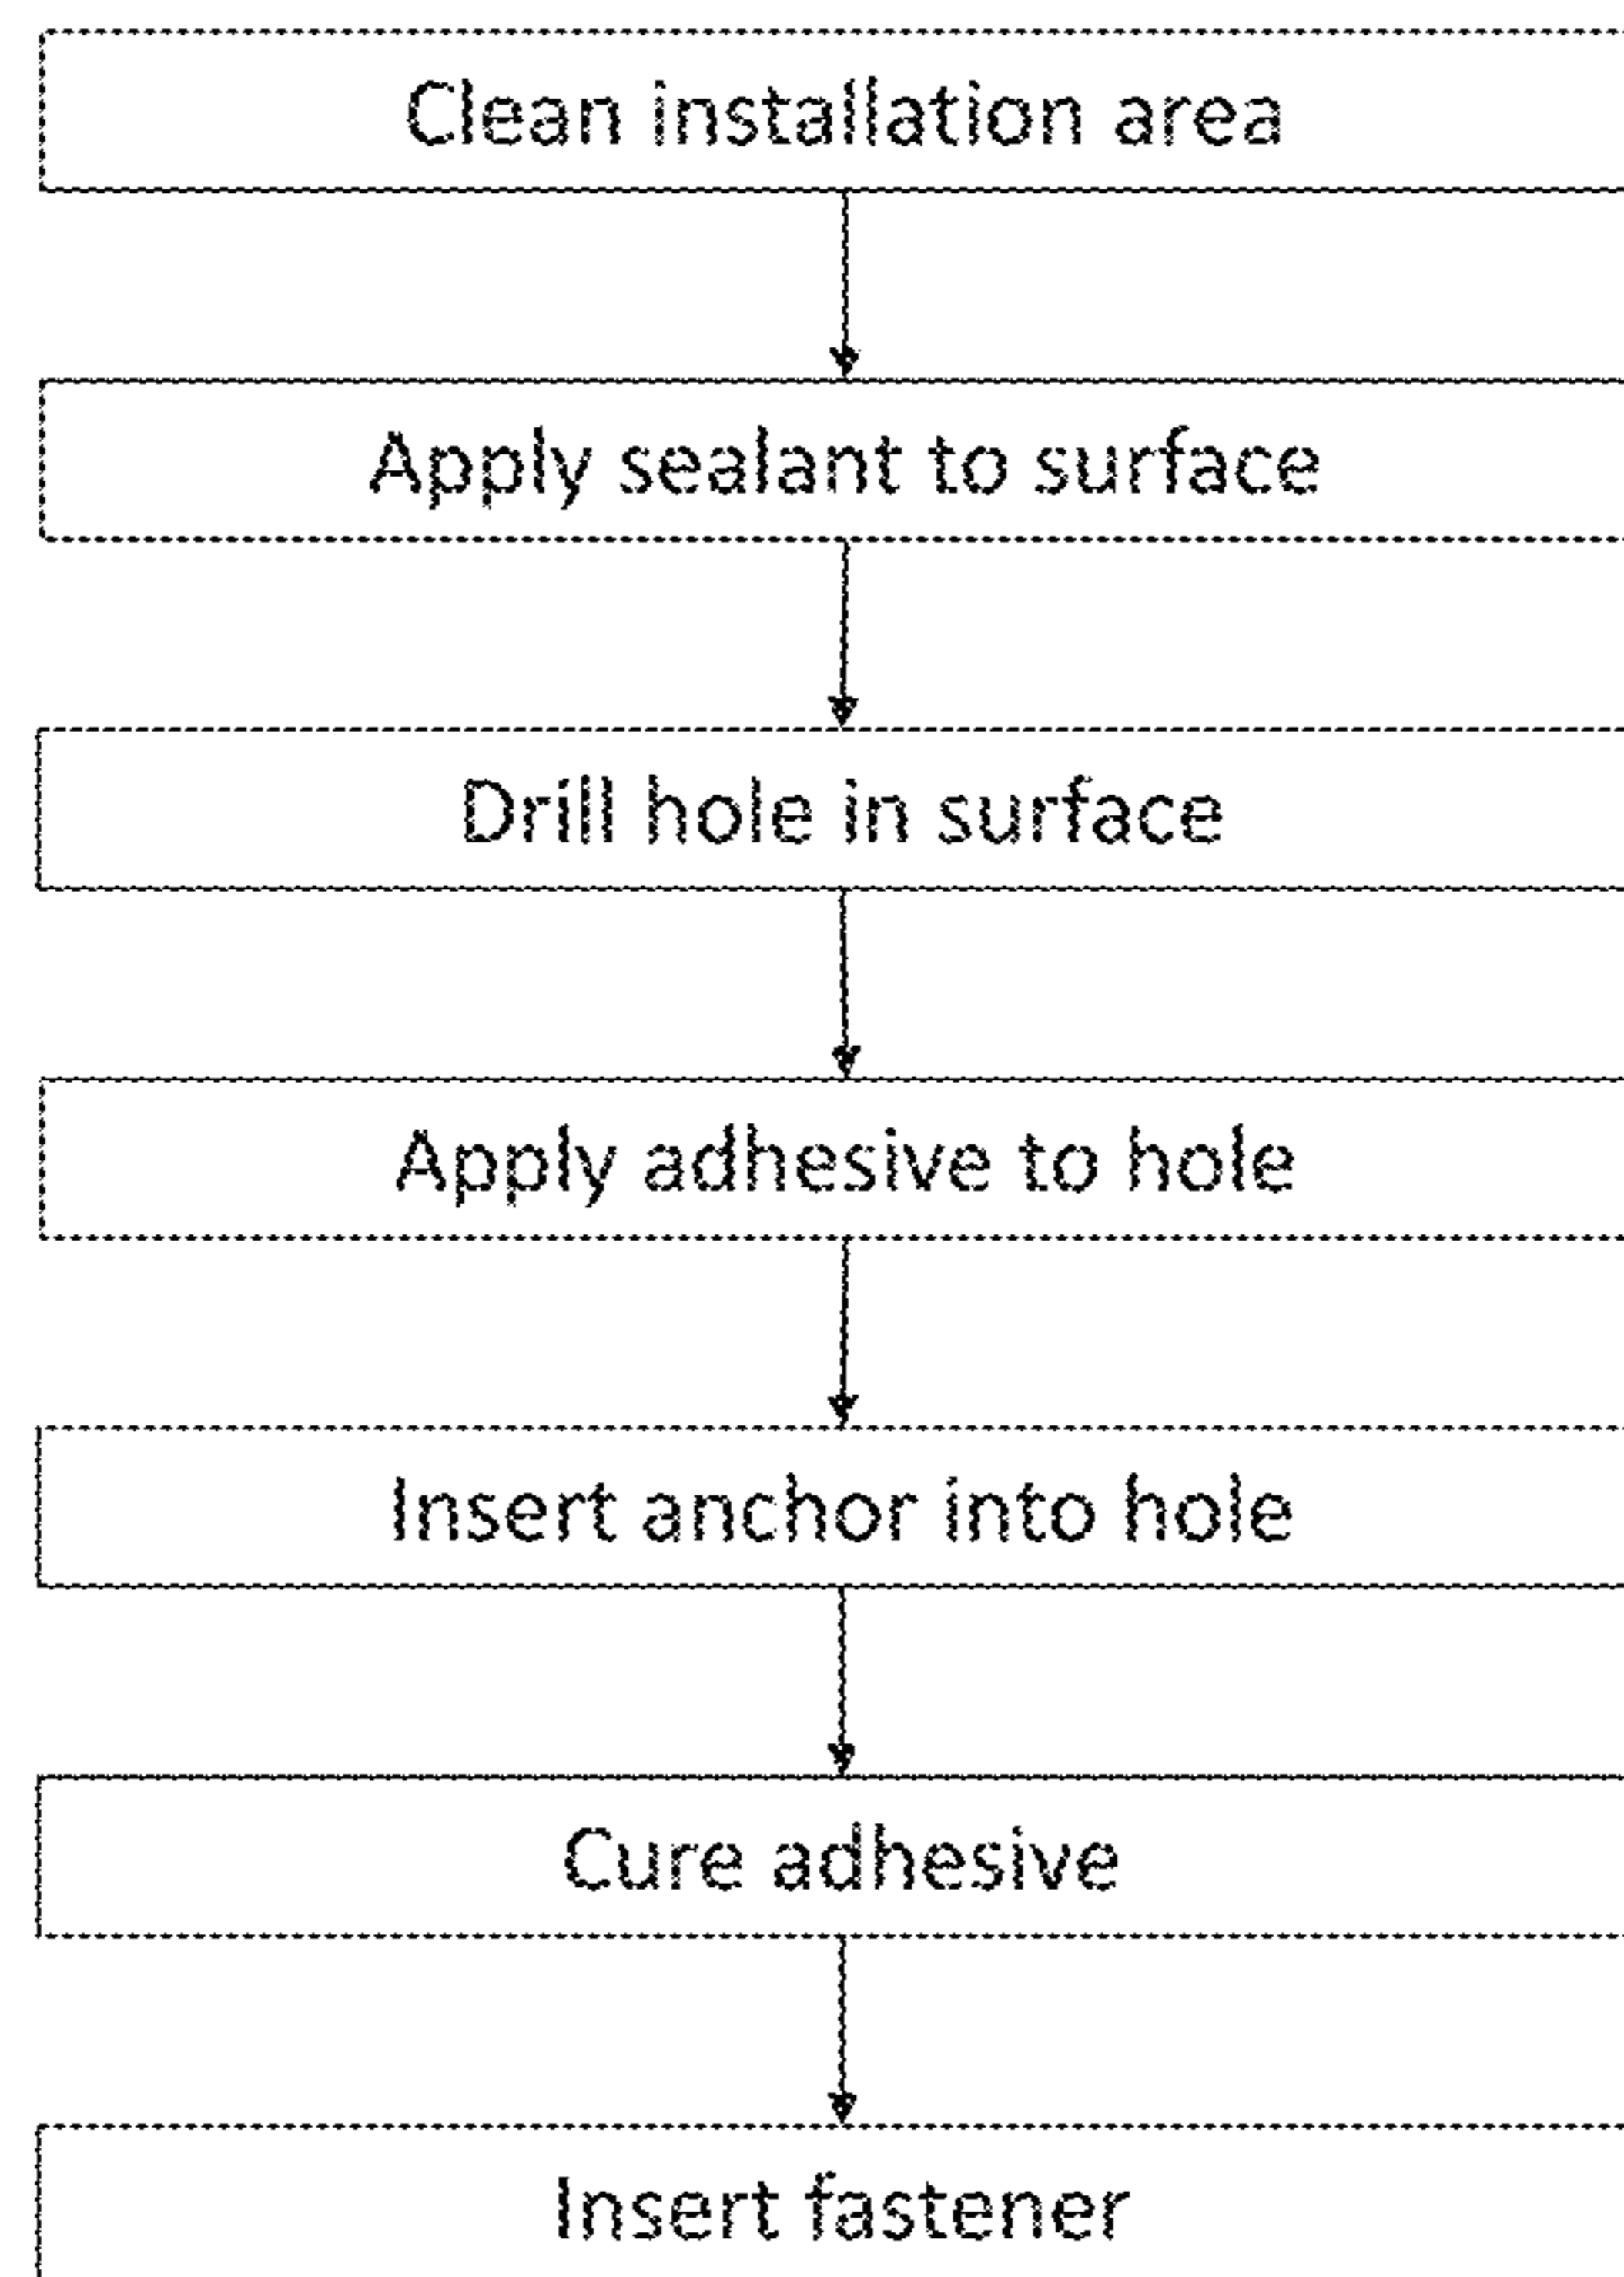 Clean installation area
Apply sealant to surface
Drill hole in surface
Apply adhesive to hole
Insert anchor into hole
Cure adhesive
Insert fastener